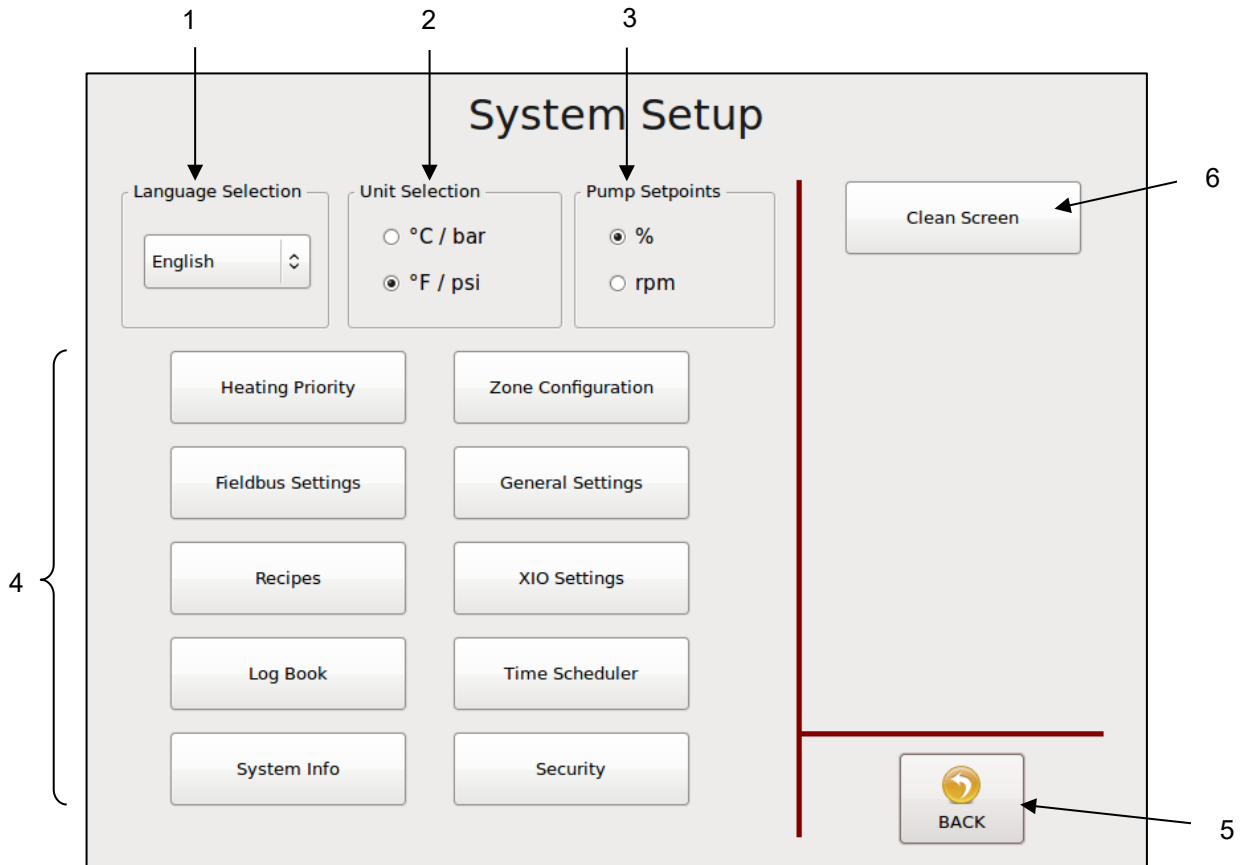 1 2 3
System Setup
Language Selection Unit Selection Pump Setpoints
English °C / bar % Clean Screen 6
°F / psi rpm
Heating Priority Zone Configuration
Fieldbus Settings General Settings
4 Recipes XIO Settings
Log Book Time Scheduler
System Info Security
BACK 5